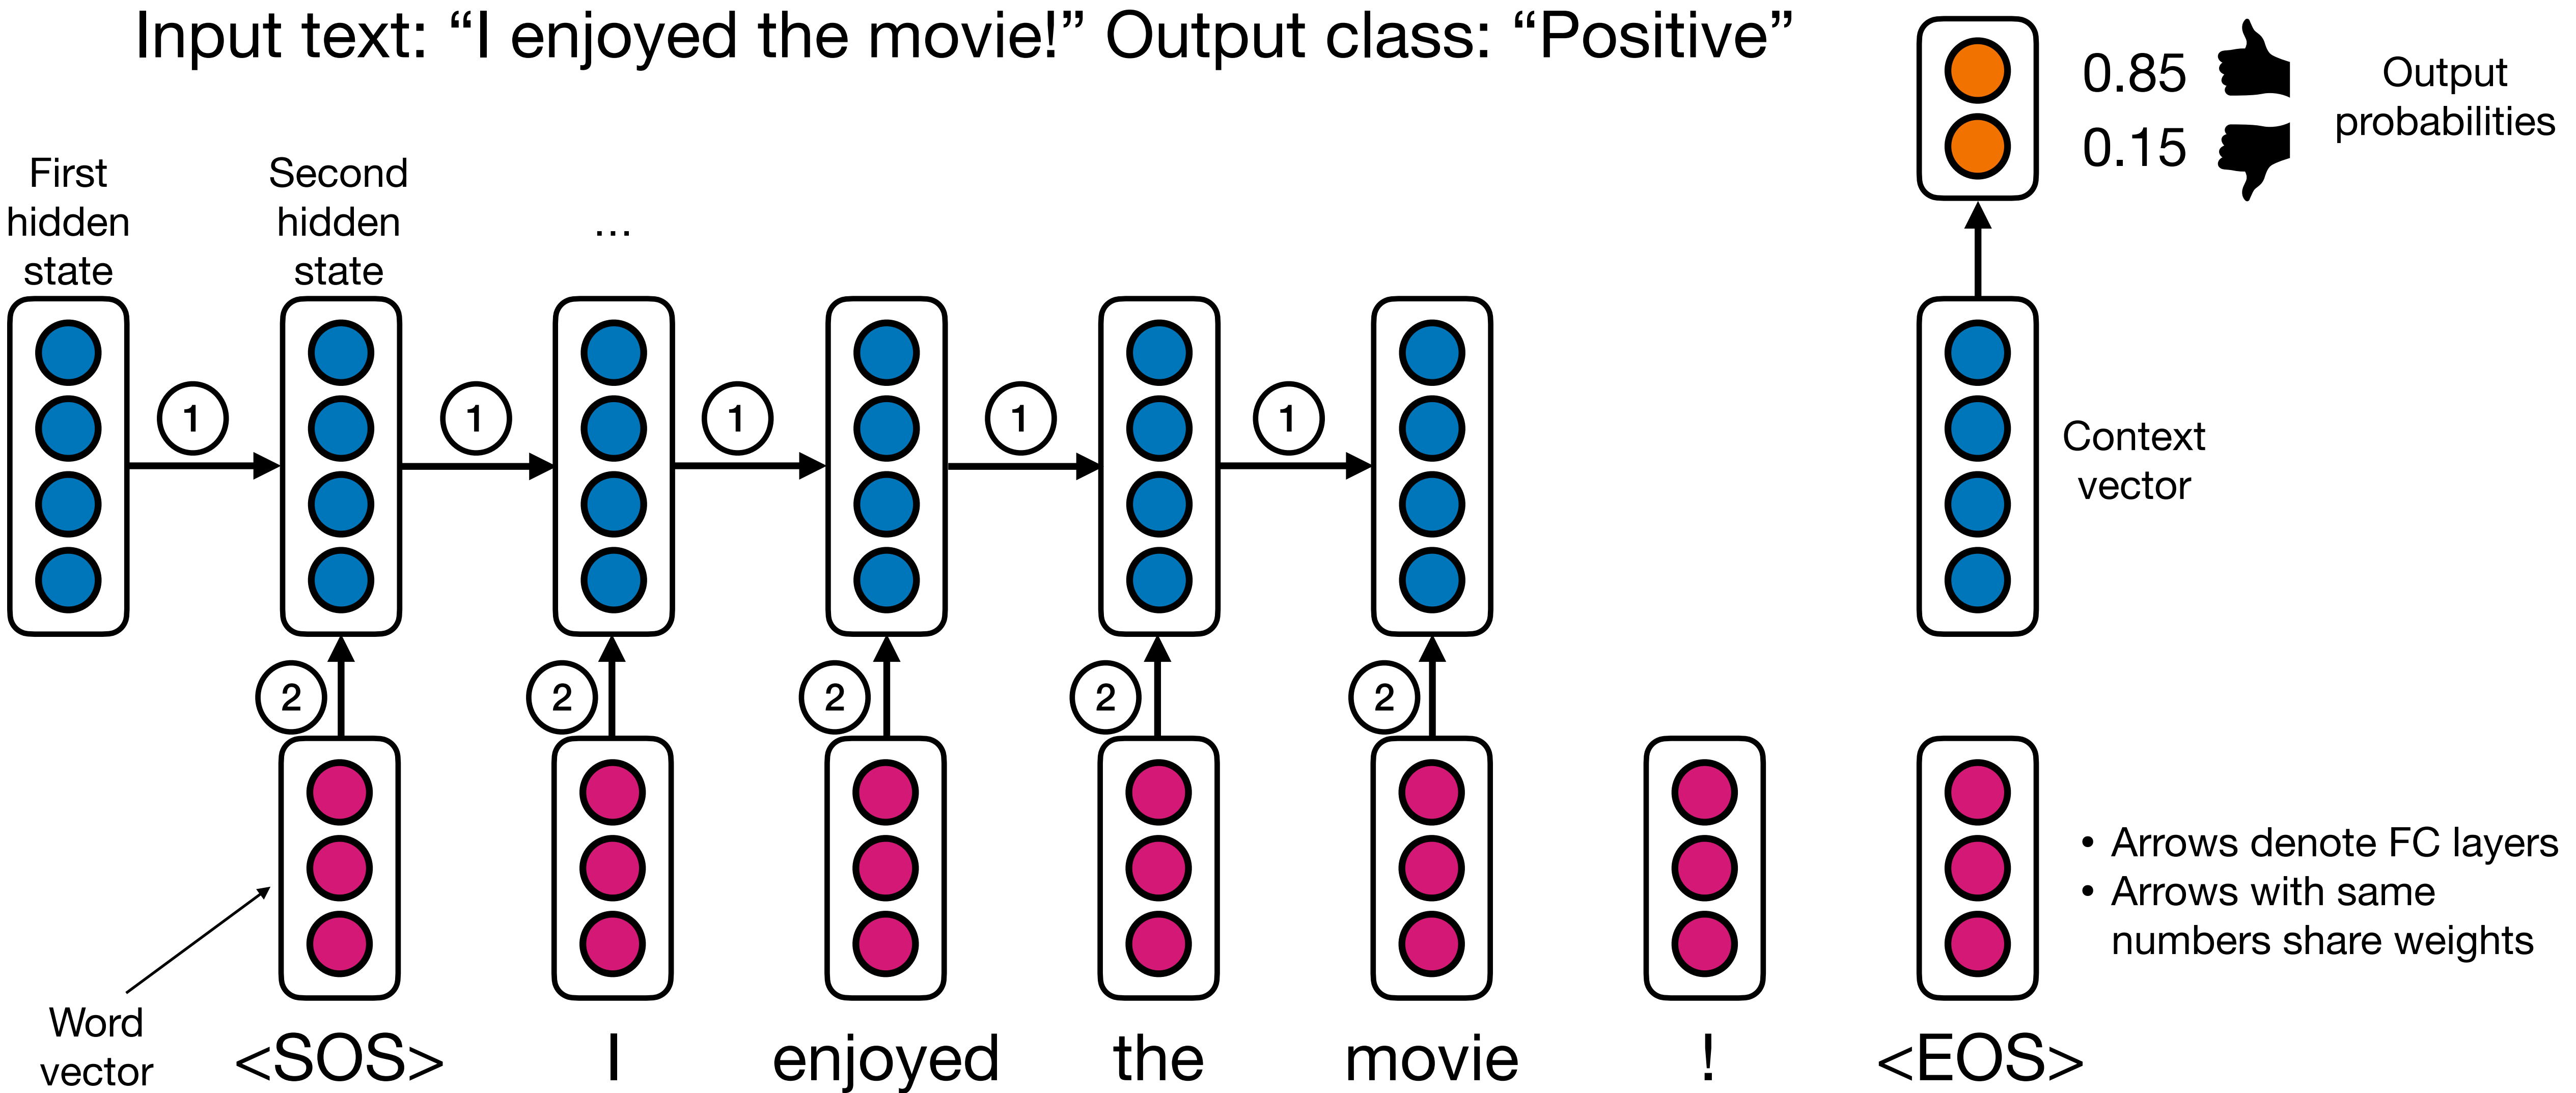 Input text: “I enjoyed the movie!” Output class: “Positive”
0.85
0.15
Output
probabilities
First
hidden
state
Second
hidden
state
...
1
1
1
1
1
Context
vector
2
2
2
2
2
• Arrows denote FC layers
• Arrows with same
numbers share weights
Word
vector
<SOS>
I
enjoyed
the
movie
!
<EOS>